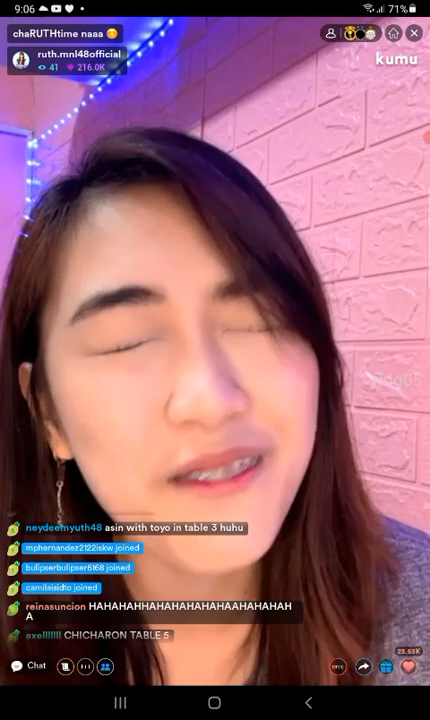 9:06
71%
chaRUTHtime naaa 😊
ruth.mnl48official
41 216.0K
kumu
neydeemyuth48 asin with toyo in table 3 huhu
mphernandez2122iskw joined
bulipserbulipser6168 joined
camilaisidto joined
reinasuncion HAHAHAHHAHAHAHAHAHAAHAHAHAH
A
axelllllll CHICHARON TABLE 5
23.53K
Chat